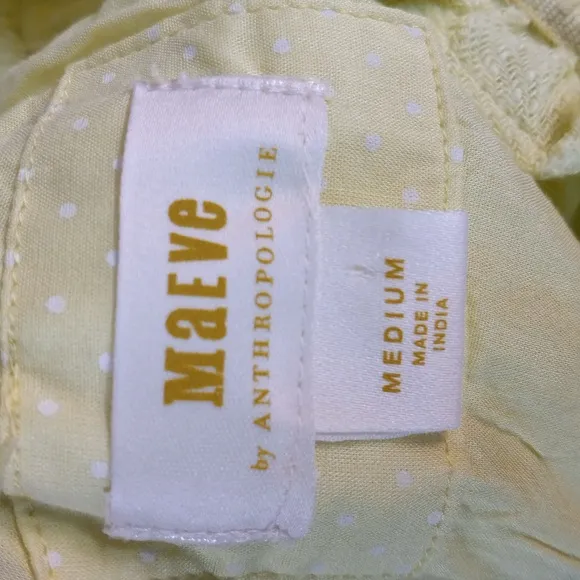 MaEVe
by ANTHROPOLOGIE
MEDIUM
MADE IN
INDIA